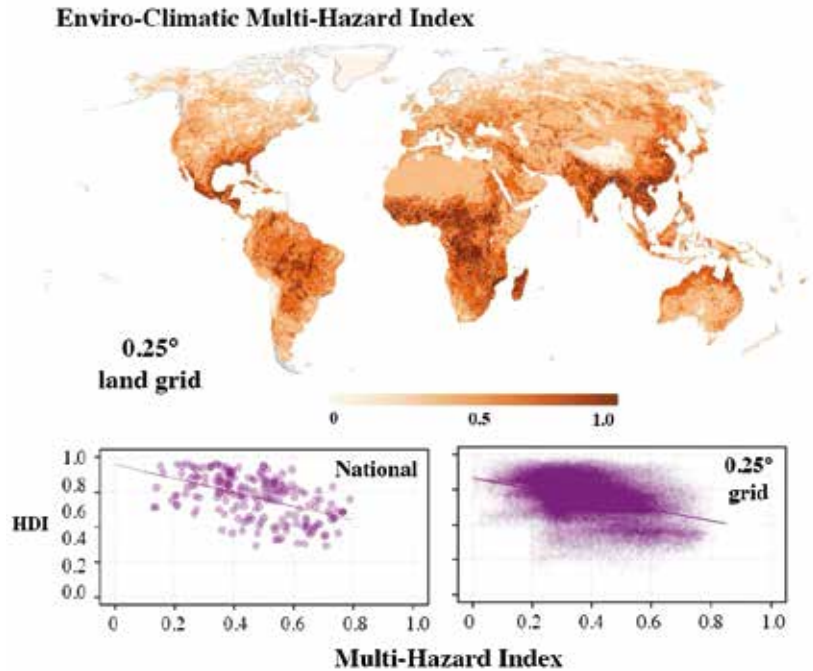 Enviro-Climatic Multi-Hazard Index
0.25°
land grid
0 0.5 1.0
1.0
0.8
0.6
0.4
0.2
0.0
HDI
National
0.25°
grid
0 0.2 0.4 0.6 0.8 1.0
0 0.2 0.4 0.6 0.8 1.0
Multi-Hazard Index